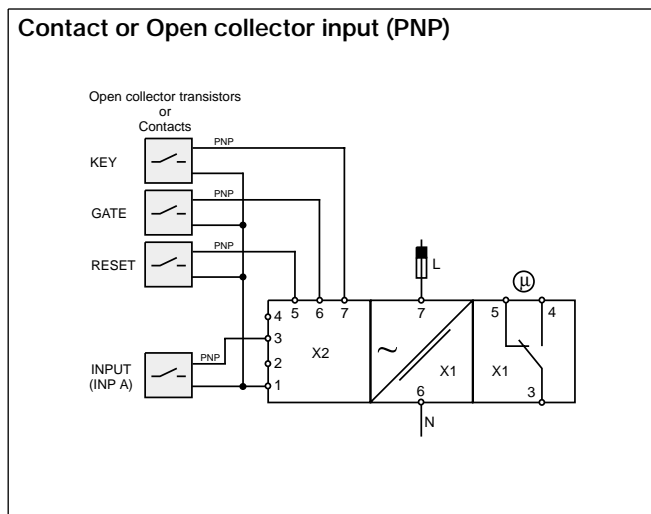 Contact or Open collector input (PNP)
Open collector transistors
or
Contacts
KEY
PNP
GATE
PNP
RESET
PNP
L
µ
5 6 7
7
5 4
4
3
2
1
X2
~
X1
X1
6
3
INPUT
(INP A)
PNP
N